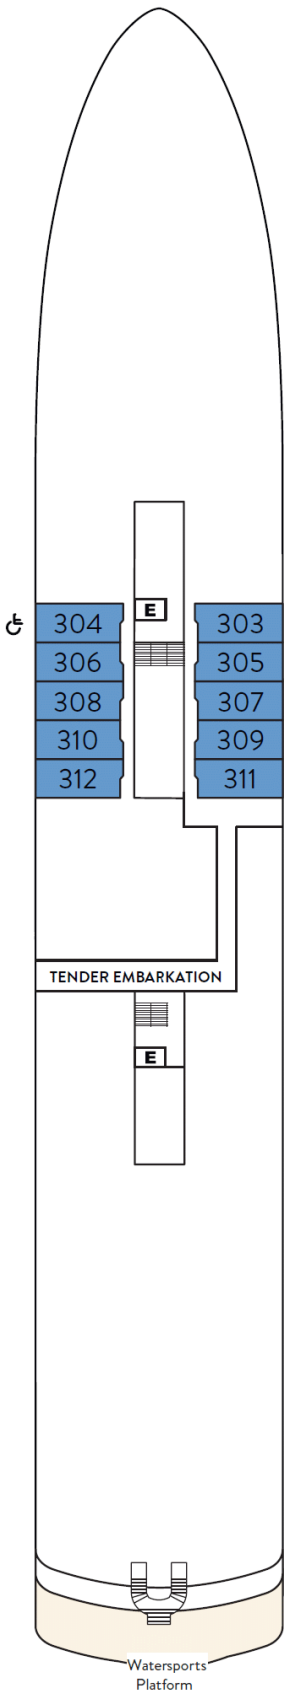 E
304 303
306 305
308 307
310 309
312 311
TENDER EMBARKATION
E
Watersports
Platform